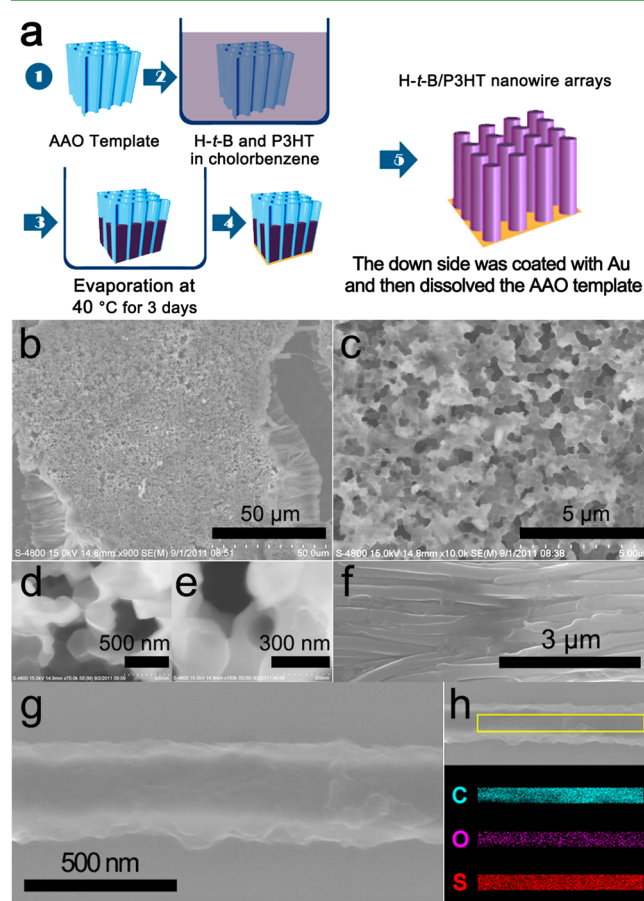 a
1
2
AAO Template
H-t-B and P3HT
in cholorbenzene
3
Evaporation at
40 °C for 3 days
4
5
H-t-B/P3HT nanowire arrays
The down side was coated with Au
and then dissolved the AAO template
b
50 μm
S-4800 15.0kV 14.8mm x900 SE(M) 9/1/2011 08:51 50.0um
c
5 μm
S-4800 15.0kV 14.8mm x10.0k SE(M) 9/1/2011 08:38 5.00um
d
500 nm
e
300 nm
f
3 μm
g
500 nm
h
C
O
S